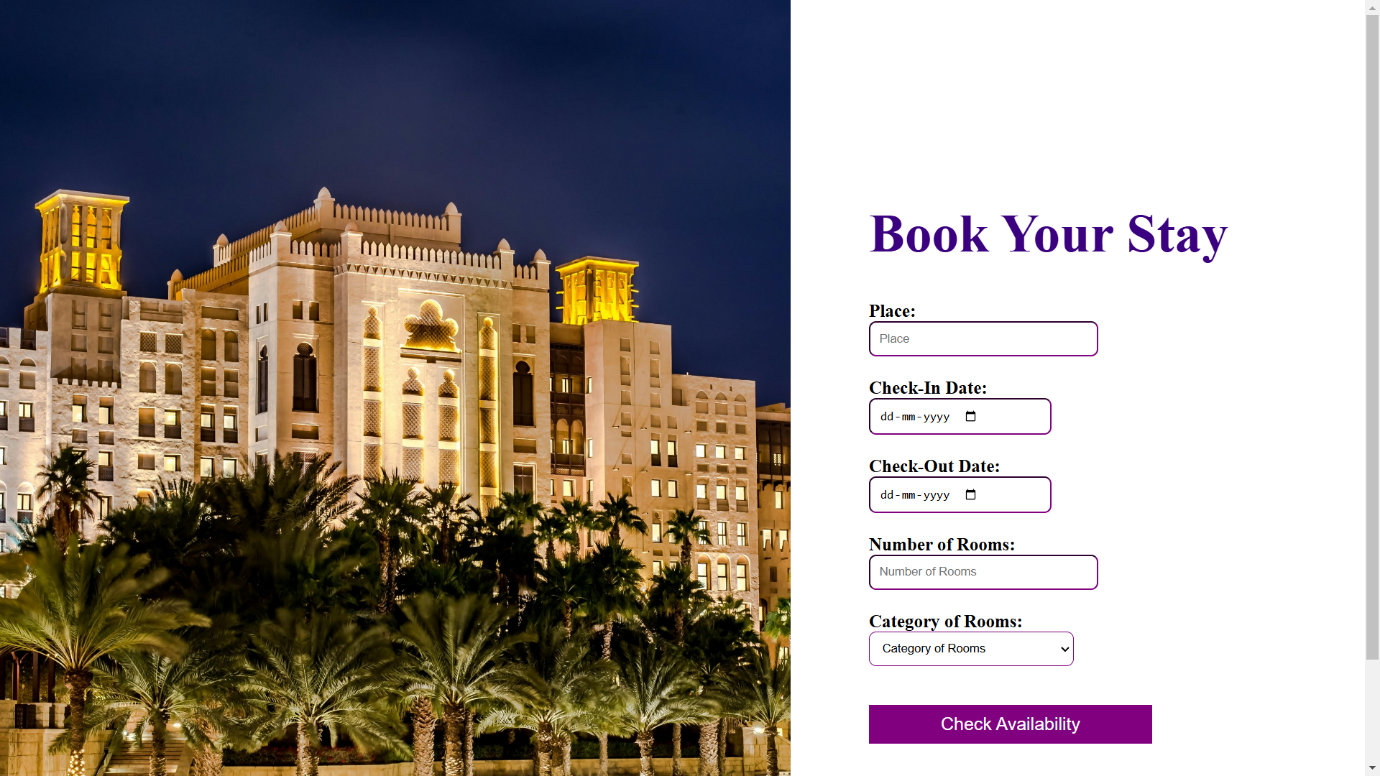 Book Your Stay
Place:
Place
Check-In Date:
dd-mm-yyyy
Check-Out Date:
dd-mm-yyyy
Number of Rooms:
Number of Rooms
Category of Rooms:
Category of Rooms
Check Availability